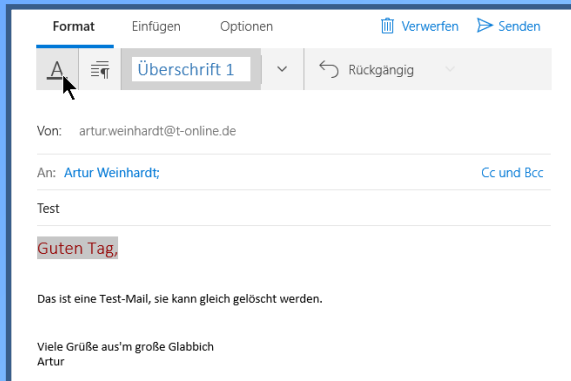 Format Einfügen Optionen Verwerfen Senden
A Überschrift 1 Rückgängig
Von: artur.weinhardt@t-online.de
An: Artur Weinhardt; Cc und Bcc
Test
Guten Tag,
Das ist eine Test-Mail, sie kann gleich gelöscht werden.
Viele Grüße aus'm große Glabbich
Artur